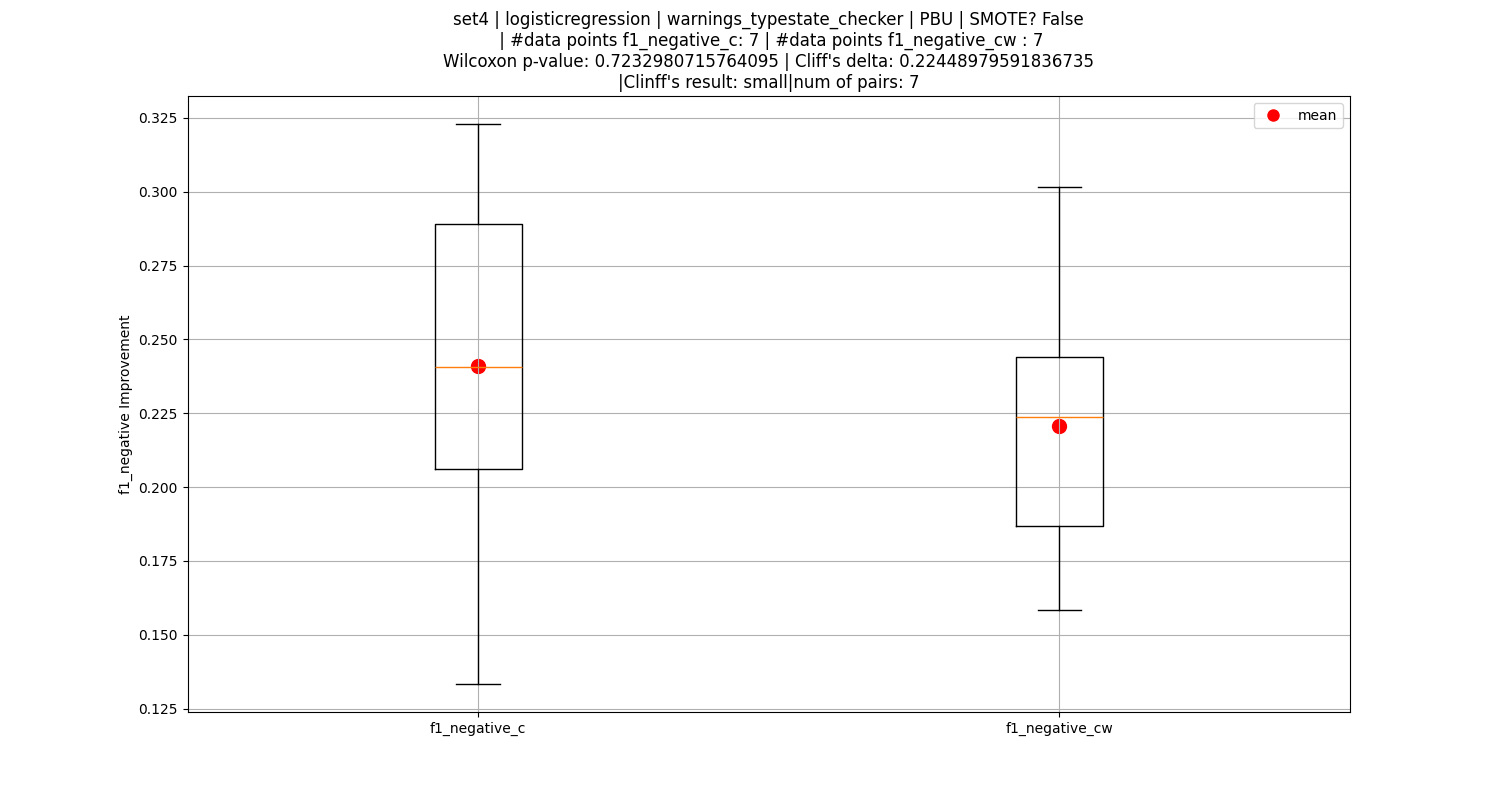 set4 | logisticregression | warnings_typestate_checker | PBU | SMOTE? False
| #data points f1_negative_c: 7 | #data points f1_negative_cw : 7
Wilcoxon p-value: 0.7232980715764095 | Cliff's delta: 0.22448979591836735
|Clinff's result: small|num of pairs: 7
mean
f1_negative Improvement
0.325
0.300
0.275
0.250
0.225
0.200
0.175
0.150
0.125
f1_negative_c
f1_negative_cw